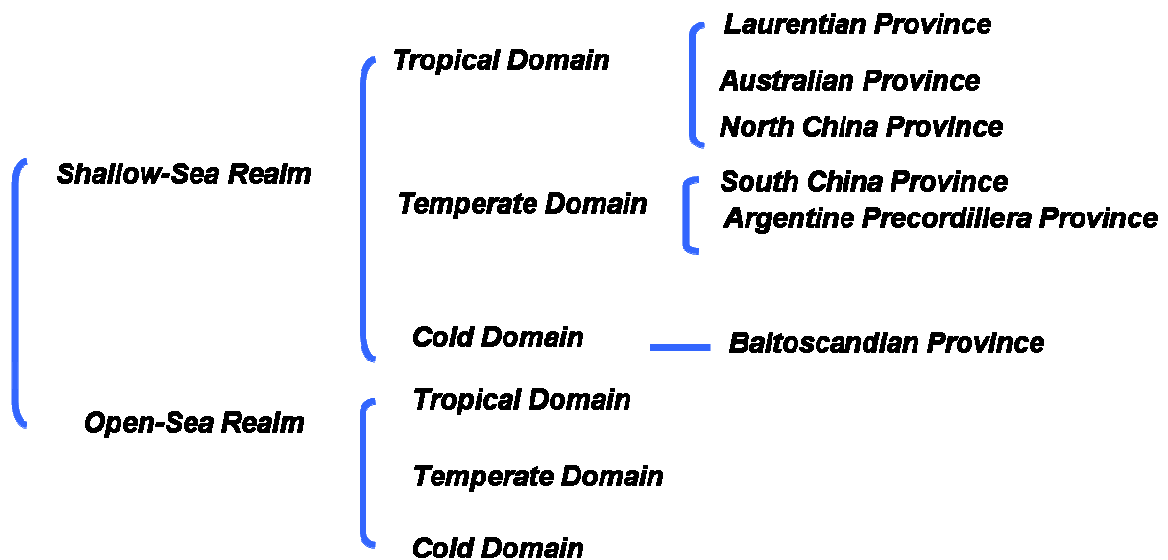 Laurentian Province
Tropical Domain
Australian Province
North China Province
Shallow-Sea Realm
South China Province
Temperate Domain
Argentine Precordillera Province
Cold Domain
Baltoscandian Province
Tropical Domain
Open-Sea Realm
Temperate Domain
Cold Domain